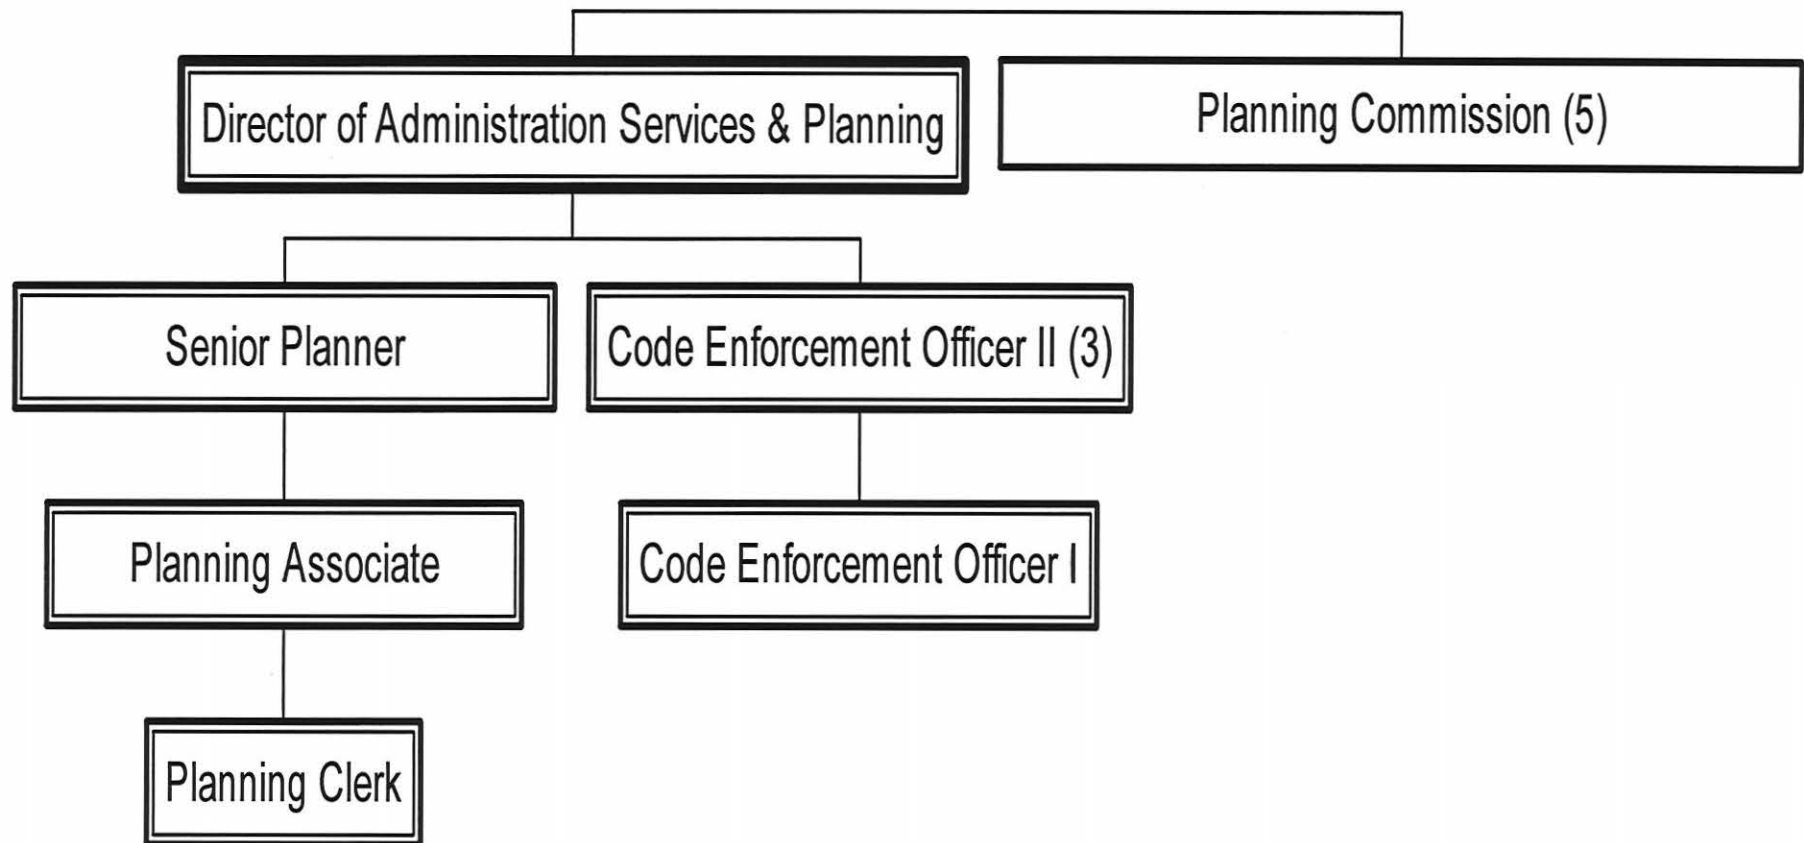 Director of Administration Services & Planning
Planning Commission (5)
Senior Planner
Code Enforcement Officer II (3)
Planning Associate
Code Enforcement Officer I
Planning Clerk